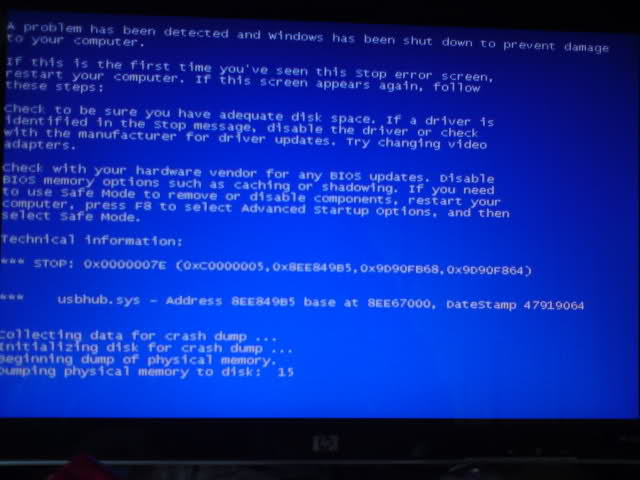 A problem has been detected and Windows has been shut down to prevent damage
to your computer.
If this is the first time you've seen this Stop error screen,
restart your computer. If this screen appears again, follow
these steps:
Check to be sure you have adequate disk space. If a driver is
identified in the Stop message, disable the driver or check
with the manufacturer for driver updates. Try changing video
adapters.
Check with your hardware vendor for any BIOS updates. Disable
BIOS memory options such as caching or shadowing. If you need
to use Safe Mode to remove or disable components, restart your
computer, press F8 to select Advanced Startup Options, and then
select Safe Mode.
Technical information:
*** STOP: 0x0000007E (0xC0000005,0x8EE849B5,0x9D90FB68,0x9D90F864)
*** usbhub.sys - Address 8EE849B5 base at 8EE67000, DateStamp 47919064
Collecting data for crash dump ...
Initializing disk for crash dump ...
Beginning dump of physical memory.
Dumping physical memory to disk: 15
hp